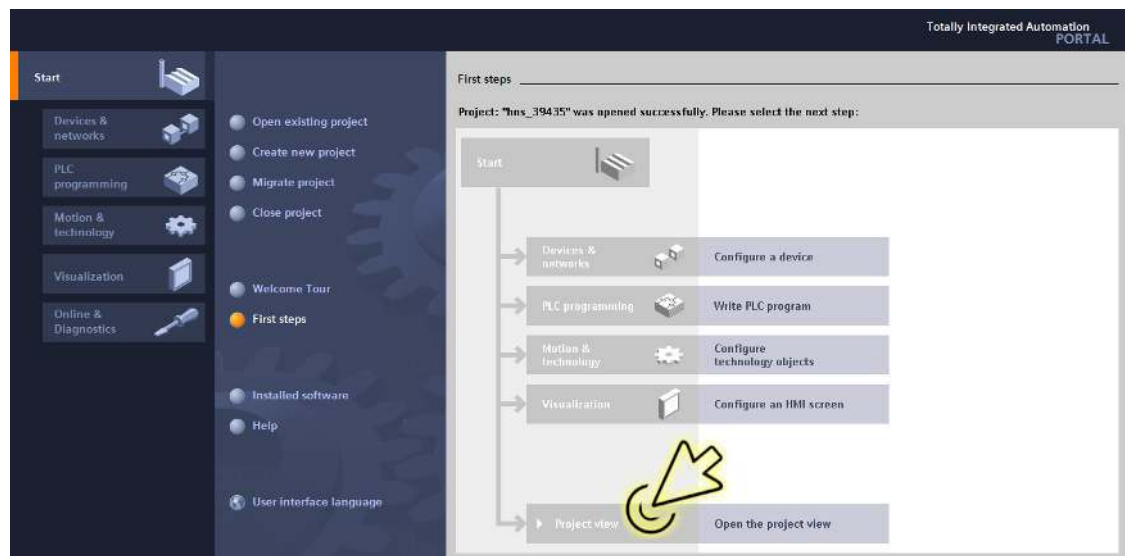 Totally Integrated Automation
PORTAL
Start
Devices &
networks
PLC
programming
Motion &
technology
Visualization
Online &
Diagnostics
Open existing project
Create new project
Migrate project
Close project
Welcome Tour
First steps
Installed software
Help
User interface language
First steps
Project: "hns_39435" was opened successfully. Please select the next step:
Start
Devices &
networks
Configure a device
PLC programming
Write PLC program
Motion &
technology
Configure
technology objects
Visualization
Configure an HMI screen
Project view
Open the project view